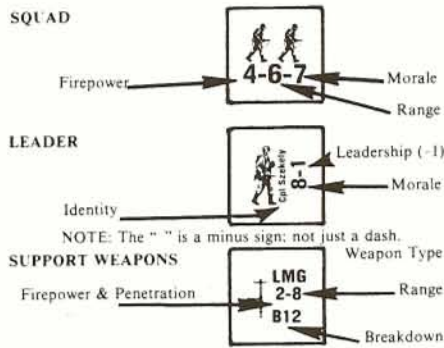 SQUAD
Firepower
4-6-7
Morale
Range
LEADER
Leadership (-1)
Cpl Szekely
8-1
Morale
Identity
NOTE: The " " is a minus sign; not just a dash.
SUPPORT WEAPONS
Weapon Type
LMG
Firepower & Penetration
2-8
Range
B12
Breakdown